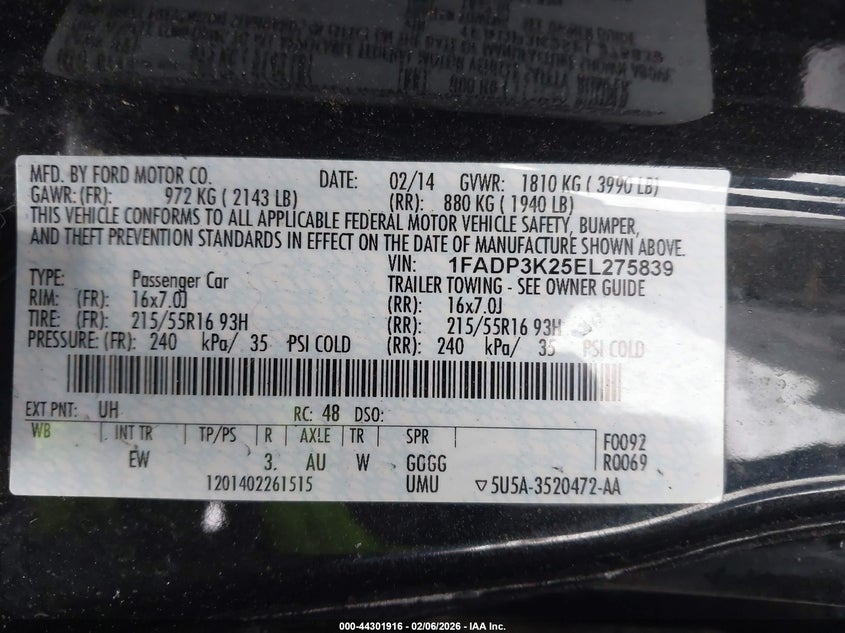 MFD. BY FORD MOTOR CO. DATE: 02/14 GVWR: 1810 KG ( 3990 LB)
GAWR: (FR): 972 KG ( 2143 LB) (RR): 880 KG ( 1940 LB)
THIS VEHICLE CONFORMS TO ALL APPLICABLE FEDERAL MOTOR VEHICLE SAFETY, BUMPER,
AND THEFT PREVENTION STANDARDS IN EFFECT ON THE DATE OF MANUFACTURE SHOWN ABOVE.
VIN: 1FADP3K25EL275839
TYPE: Passenger Car TRAILER TOWING - SEE OWNER GUIDE
RIM: (FR): 16x7.0J (RR): 16x7.0J
TIRE: (FR): 215/55R16 93H (RR): 215/55R16 93H
PRESSURE: (FR): 240 kPa/ 35 PSI COLD (RR): 240 kPa/ 35 PSI COLD
EXT PNT: UH RC: 48 DSO:
WB INT TR TP/PS R AXLE TR SPR F0092
EW 3. AU W GGGG R0069
1201402261515 UMU ▽5U5A-3520472-AA
000-44301916 - 02/06/2026 - IAA Inc.